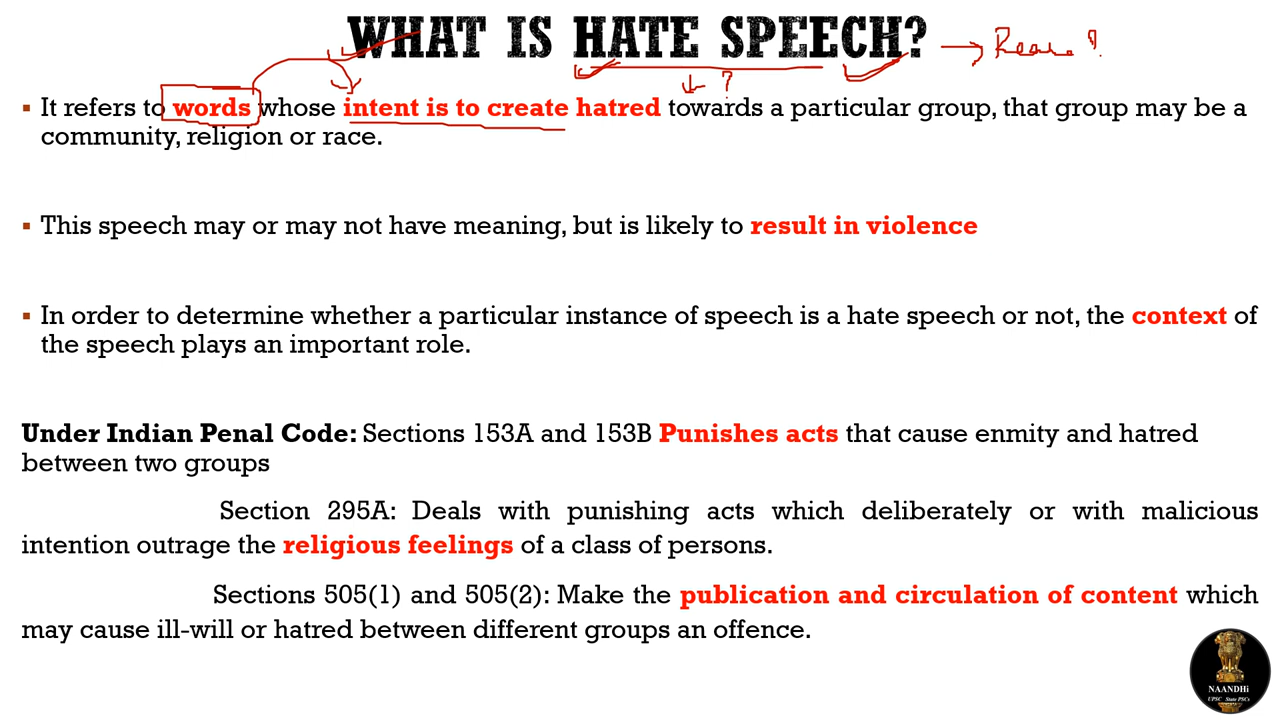 WHAT IS HATE SPEECH?
▪ It refers to words whose intent is to create hatred towards a particular group, that group may be a
community, religion or race.
▪ This speech may or may not have meaning, but is likely to result in violence
▪ In order to determine whether a particular instance of speech is a hate speech or not, the context of
the speech plays an important role.
Under Indian Penal Code: Sections 153A and 153B Punishes acts that cause enmity and hatred
between two groups
Section 295A: Deals with punishing acts which deliberately or with malicious
intention outrage the religious feelings of a class of persons.
Sections 505(1) and 505(2): Make the publication and circulation of content which
may cause ill-will or hatred between different groups an offence.
NAANDHi
UPSC State PSCs